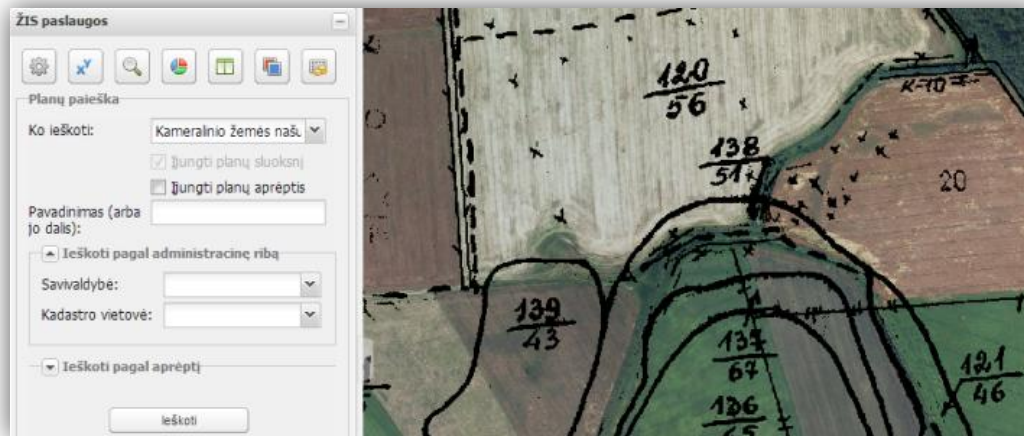 ŽIS paslaugos
Planų paieška
Ko ieškoti:
Kameralinio žemės našu
Įjungti planų sluoksnį
Įjungti planų aprėptis
Pavadinimas (arba
jo dalis):
Ieškoti pagal administracinę ribą
Savivaldybė:
Kadastro vietovė:
Ieškoti pagal aprėptį
Ieškoti
120
56
K-10
138
51
20
139
43
137
67
121
46
136